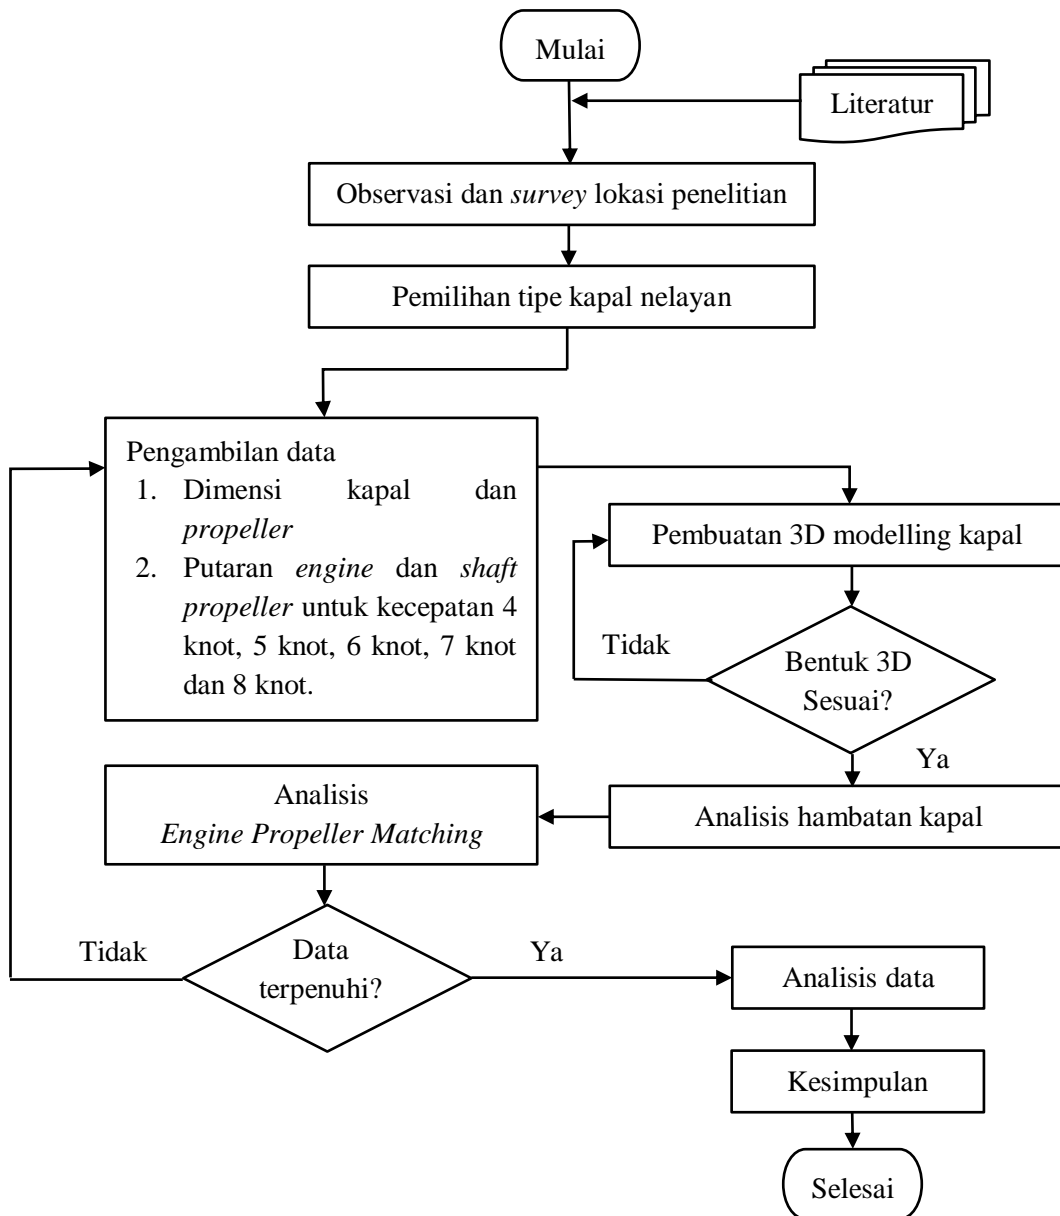 Mulai
Literatur
Observasi dan survey lokasi penelitian
Pemilihan tipe kapal nelayan
Pengambilan data
1. Dimensi kapal dan
propeller
2. Putaran engine dan shaft
propeller untuk kecepatan 4
knot, 5 knot, 6 knot, 7 knot
dan 8 knot.
Pembuatan 3D modelling kapal
Tidak
Bentuk 3D
Sesuai?
Ya
Analisis hambatan kapal
Analisis
Engine Propeller Matching
Tidak
Data
terpenuhi?
Ya
Analisis data
Kesimpulan
Selesai